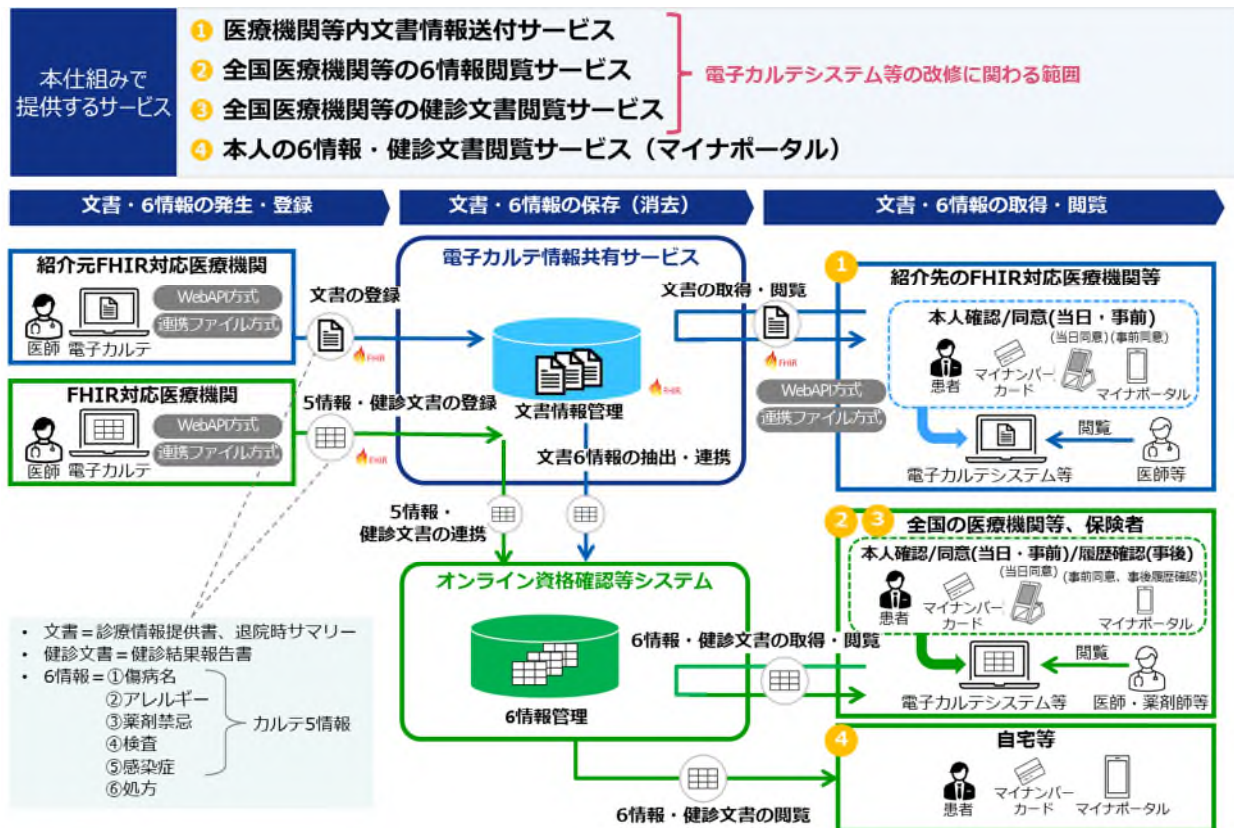 本仕組みで
提供するサービス
1 医療機関等内文書情報送付サービス
2 全国医療機関等の6情報閲覧サービス
3 全国医療機関等の健診文書閲覧サービス
4 本人の6情報・健診文書閲覧サービス（マイナポータル）
電子カルテシステム等の改修に関わる範囲
文書・6情報の発生・登録
文書・6情報の保存（消去）
文書・6情報の取得・閲覧
紹介元FHIR対応医療機関
WebAPI方式
連携ファイル方式
医師 電子カルテ
文書の登録
FHIR
FHIR対応医療機関
WebAPI方式
連携ファイル方式
医師 電子カルテ
5情報・健診文書の登録
FHIR
電子カルテ情報共有サービス
文書情報管理
FHIR
文書6情報の抽出・連携
5情報・
健診文書の連携
文書の取得・閲覧
FHIR
WebAPI方式
連携ファイル方式
1
紹介先のFHIR対応医療機関等
本人確認/同意(当日・事前)
(当日同意)(事前同意)
患者
マイナンバー
カード
マイナポータル
閲覧
電子カルテシステム等
医師等
オンライン資格確認等システム
6情報管理
6情報・健診文書の取得・閲覧
2 3
全国の医療機関等、保険者
本人確認/同意(当日・事前)/履歴確認(事後)
(当日同意)
(事前同意、事後履歴確認)
患者
マイナンバー
カード
マイナポータル
閲覧
電子カルテシステム等
医師・薬剤師等
4
自宅等
患者
マイナンバー
カード
マイナポータル
6情報・健診文書の閲覧
• 文書＝診療情報提供書、退院時サマリー
• 健診文書＝健診結果報告書
• 6情報＝①傷病名
②アレルギー
③薬剤禁忌
④検査
⑤感染症
⑥処方
カルテ5情報